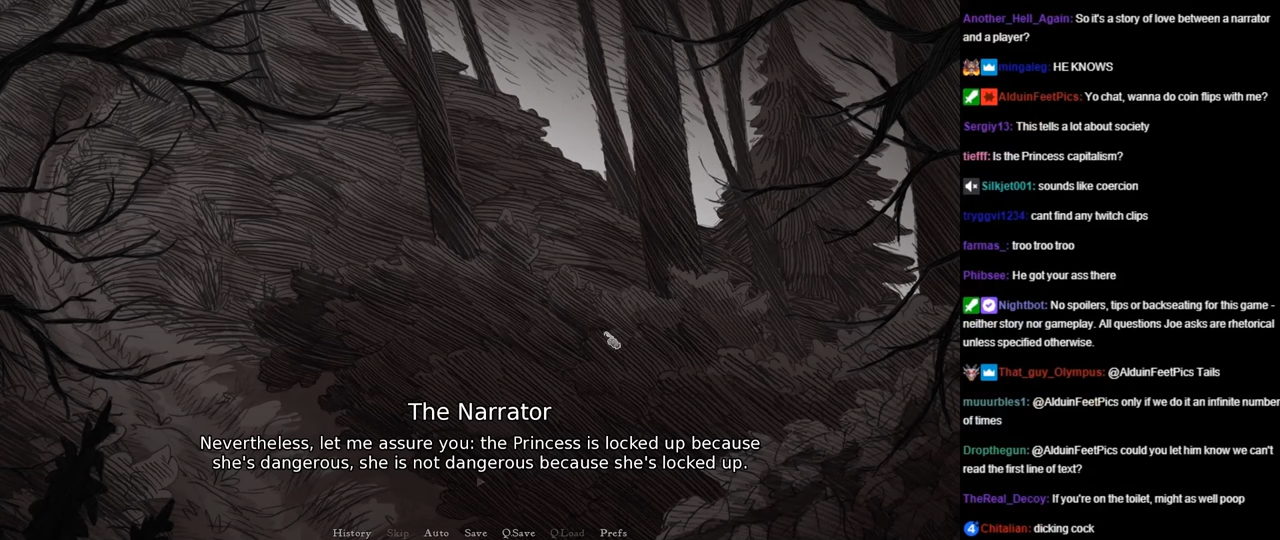 The Narrator
Nevertheless, let me assure you: the Princess is locked up because
she's dangerous, she is not dangerous because she's locked up.
History Skip Auto Save Q.Save Q.Load Prefs
Another_Hell_Again: So it's a story of love between a narrator
and a player?
mingaleg: HE KNOWS
AlduinFeetPics: Yo chat, wanna do coin flips with me?
Sergiy13: This tells a lot about society
tiefff: Is the Princess capitalism?
Silkjet001: sounds like coercion
tryggvi1234: cant find any twitch clips
farmas_: troo troo troo
Phibsee: He got your ass there
Nightbot: No spoilers, tips or backseating for this game -
neither story nor gameplay. All questions Joe asks are rhetorical
unless specified otherwise.
That_guy_Olympus: @AlduinFeetPics Tails
muuurbles1: @AlduinFeetPics only if we do it an infinite number
of times
Dropthegun: @AlduinFeetPics could you let him know we can't
read the first line of text?
TheReal_Decoy: If you're on the toilet, might as well poop
4 Chitalian: dicking cock